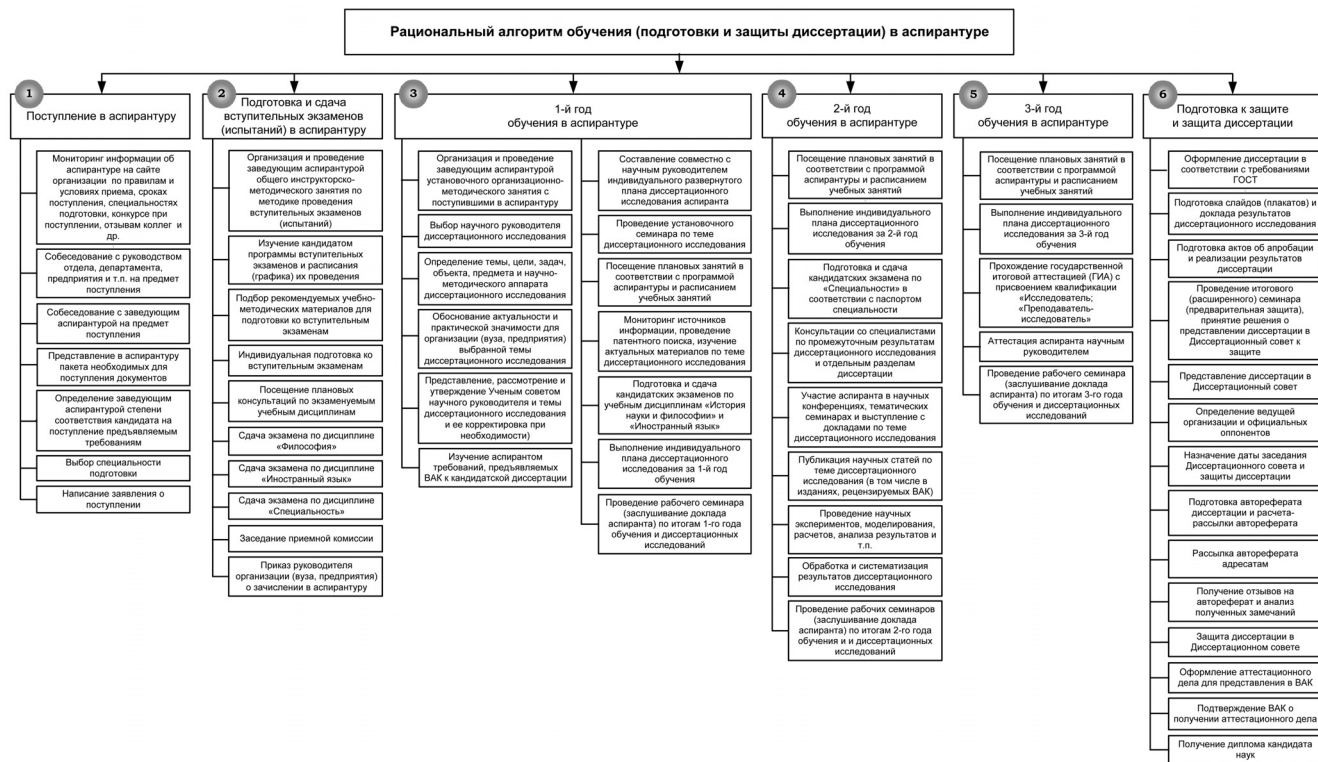 Рациональный алгоритм обучения (подготовки и защиты диссертации) в аспирантуре
1
Поступление в аспирантуру
Мониторинг информации об
аспирантуре на сайте
организации по правилам и
условиях приема, сроках
поступления, специальностях
подготовки, конкурсе при
поступлении, отзывам коллег и
др.
Собеседование с руководством
отдела, департамента,
предприятия и т.п. на предмет
поступления
Собеседование с заведующим
аспирантурой на предмет
поступления
Представление в аспирантуру
пакета необходимых для
поступления документов
Определение заведующим
аспирантурой степени
соответствия кандидата на
поступление предъявляемым
требованиям
Выбор специальности
подготовки
Написание заявления о
поступлении
2
Подготовка и сдача
вступительных экзаменов
(испытаний) в аспирантуру
Организация и проведение
заведующим аспирантурой
общего инструкторско-
методического занятия по
методике проведения
вступительных экзаменов
(испытаний)
Изучение кандидатом
программы вступительных
экзаменов и расписания
(графика) их проведения
Подбор рекомендуемых учебно-
методических материалов для
подготовки ко вступительным
экзаменам
Индивидуальная подготовка ко
вступительным экзаменам
Посещение плановых
консультаций по экзаменуемым
учебным дисциплинам
Сдача экзамена по дисциплине
«Философия»
Сдача экзамена по дисциплине
«Иностранный язык»
Сдача экзамена по дисциплине
«Специальность»
Заседание приемной комиссии
Приказ руководителя
организации (вуза, предприятия)
о зачислении в аспирантуру
3
1-й год
обучения в аспирантуре
Организация и проведение
заведующим аспирантурой
установочного организационно-
методического занятия с
поступившими в аспирантуру
Выбор научного руководителя
диссертационного исследования
Определение темы, цели, задач,
объекта, предмета и научно-
методического аппарата
диссертационного исследования
Обоснование актуальности и
практической значимости для
организации (вуза, предприятия)
выбранной темы
диссертационного исследования
Представление, рассмотрение и
утверждение Ученым советом
научного руководителя и темы
диссертационного исследования
и ее корректировка при
необходимости)
Изучение аспирантом
требований, предъявляемых
ВАК к кандидатской диссертации
Составление совместно с
научным руководителем
индивидуального развернутого
плана диссертационного
исследования аспиранта
Проведение установочного
семинара по теме
диссертационного исследования
Посещение плановых занятий в
соответствии с программой
аспирантуры и расписанием
учебных занятий
Мониторинг источников
информации, проведение
патентного поиска, изучение
актуальных материалов по теме
диссертационного исследования
Подготовка и сдача
кандидатских экзаменов по
учебным дисциплинам «История
науки и философии» и
«Иностранный язык»
Выполнение индивидуального
плана диссертационного
исследования за 1-й год
обучения
Проведение рабочего семинара
(заслушивание доклада
аспиранта) по итогам 1-го года
обучения и диссертационных
исследований
4
2-й год
обучения в аспирантуре
Посещение плановых занятий в
соответствии с программой
аспирантуры и расписанием
учебных занятий
Выполнение индивидуального
плана диссертационного
исследования за 2-й год
обучения
Подготовка и сдача
кандидатских экзамена по
«Специальности» в
соответствии с паспортом
специальности
Консультации со специалистами
по промежуточным результатам
диссертационного исследования
и отдельным разделам
диссертации
Участие аспиранта в научных
конференциях, тематических
семинарах и выступление с
докладами по теме
диссертационного исследования
Публикация научных статей по
теме диссертационного
исследования (в том числе в
изданиях, рецензируемых ВАК)
Проведение научных
экспериментов, моделирования,
расчетов, анализа результатов и
т.п.
Обработка и систематизация
результатов диссертационного
исследования
Проведение рабочих семинаров
(заслушивание доклада
аспиранта) по итогам 2-го года
обучения и и диссертационных
исследований
5
3-й год
обучения в аспирантуре
Посещение плановых занятий в
соответствии с программой
аспирантуры и расписанием
учебных занятий
Выполнение индивидуального
плана диссертационного
исследования за 3-й год
обучения
Прохождение государственной
итоговой аттестацией (ГИА) с
присвоением квалификации
«Исследователь;
«Преподаватель-
исследователь»
Аттестация аспиранта научным
руководителем
Проведение рабочего семинара
(заслушивание доклада
аспиранта) по итогам 3-го года
обучения и диссертационных
исследований
6
Подготовка к защите
и защита диссертации
Оформление диссертации в
соответствии с требованиями
ГОСТ
Подготовка слайдов (плакатов) и
доклада результатов
диссертационного исследования
Подготовка актов об апробации
и реализации результатов
диссертации
Проведение итогового
(расширенного) семинара
(предварительная защита),
принятие решения о
представлении диссертации в
Диссертационный совет к
защите
Представление диссертации в
Диссертационный совет
Определение ведущей
организации и официальных
оппонентов
Назначение даты заседания
Диссертационного совета и
защиты диссертации
Подготовка автореферата
диссертации и расчета-
рассылки автореферата
Рассылка автореферата
адресатам
Получение отзывов на
автореферат и анализ
полученных замечаний
Защита диссертации в
Диссертационном совете
Оформление аттестационного
дела для представления в ВАК
Подтверждение ВАК о
получении аттестационного дела
Получение диплома кандидата
наук